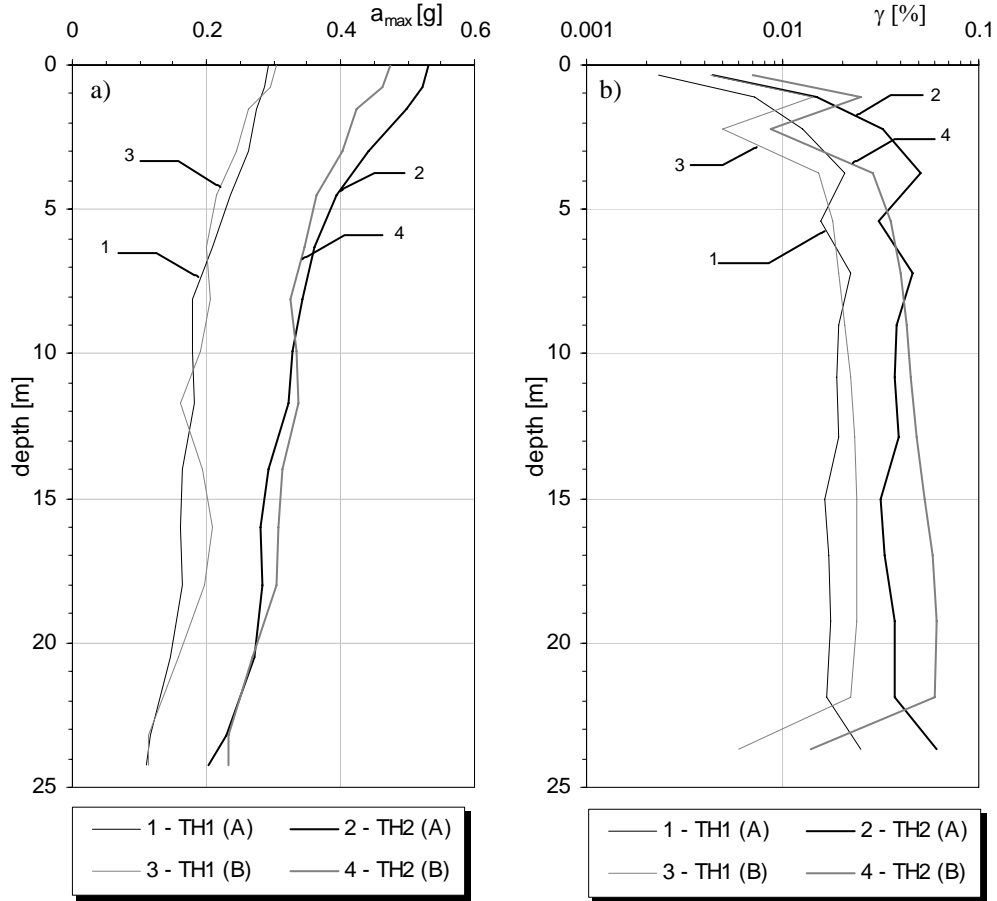 0 0.2 0.4 0.6
a_max [g]
0
5
10
15
20
25
depth [m]
a)
3
2
4
1
1 - TH1 (A) 2 - TH2 (A)
3 - TH1 (B) 4 - TH2 (B)
0.001 0.01 0.1
γ [%]
0
5
10
15
20
25
depth [m]
b)
2
4
3
1
1 - TH1 (A) 2 - TH2 (A)
3 - TH1 (B) 4 - TH2 (B)